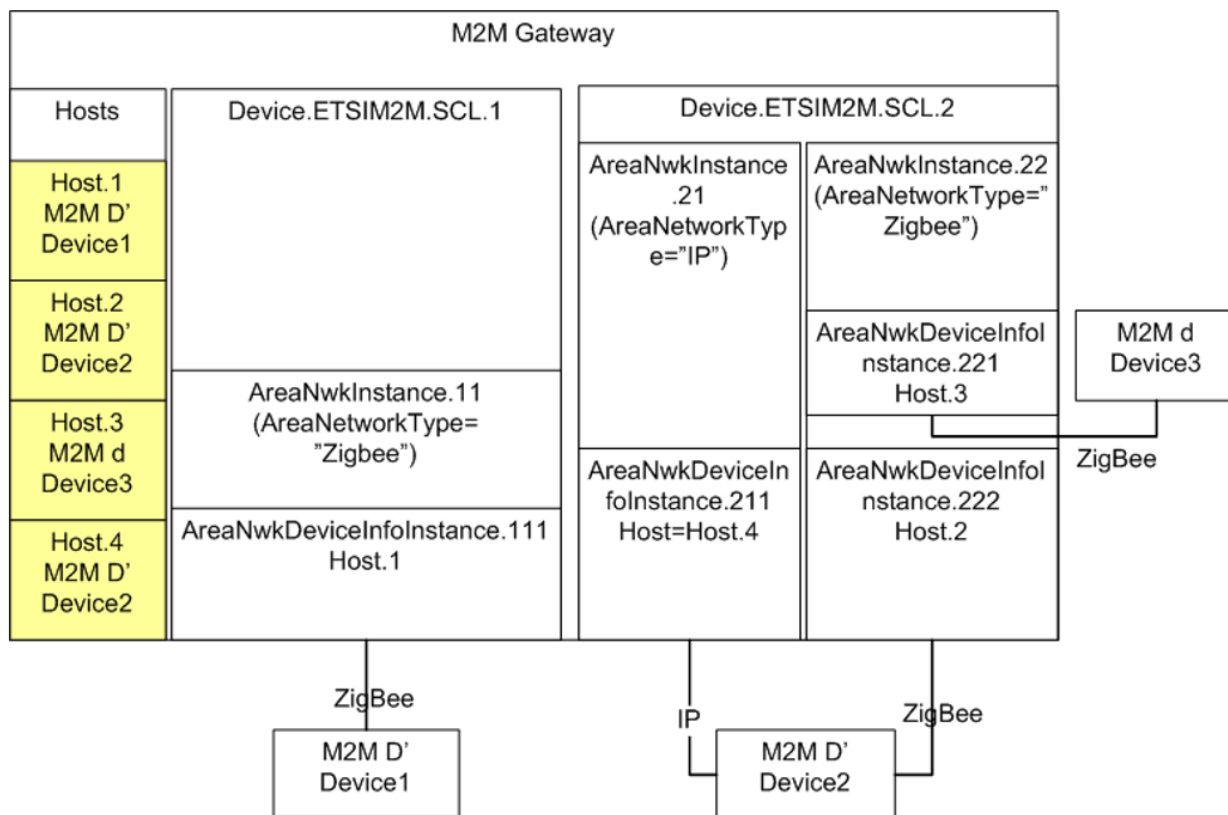 M2M Gateway
Hosts
Host.1
M2M D’
Device1
Host.2
M2M D’
Device2
Host.3
M2M d
Device3
Host.4
M2M D’
Device2
Device.ETSIM2M.SCL.1
AreaNwkInstance.11
(AreaNetworkType=
”Zigbee”)
AreaNwkDeviceInfoInstance.111
Host.1
Device.ETSIM2M.SCL.2
AreaNwkInstance
.21
(AreaNetworkTyp
e=”IP”)
AreaNwkDeviceIn
foInstance.211
Host=Host.4
AreaNwkInstance.22
(AreaNetworkType=”
Zigbee”)
AreaNwkDeviceInfoI
nstance.221
Host.3
AreaNwkDeviceInfoI
nstance.222
Host.2
M2M d
Device3
ZigBee
ZigBee
IP
ZigBee
M2M D’
Device1
M2M D’
Device2